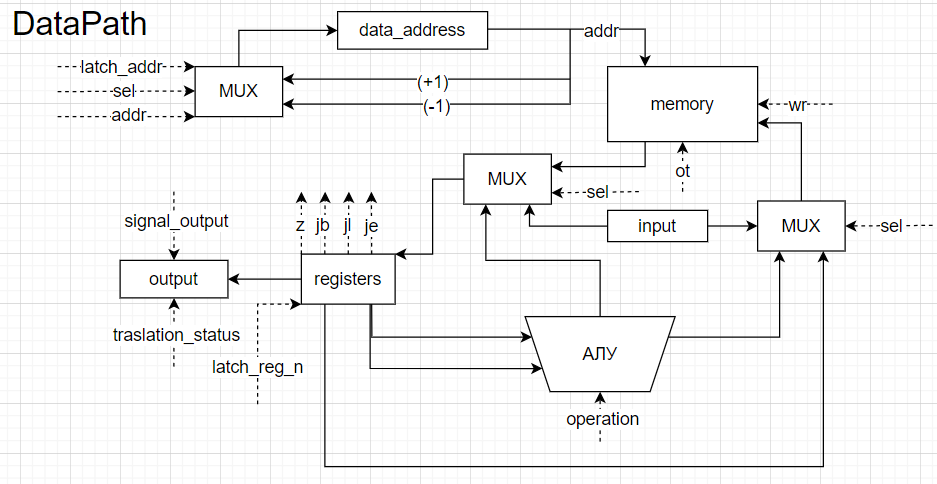 DataPath
data_address
addr
latch_addr
sel
addr
MUX
(+1)
(-1)
memory
wr
ot
MUX
sel
input
MUX
sel
signal_output
z
jb
jl
je
output
registers
traslation_status
latch_reg_n
АЛУ
operation